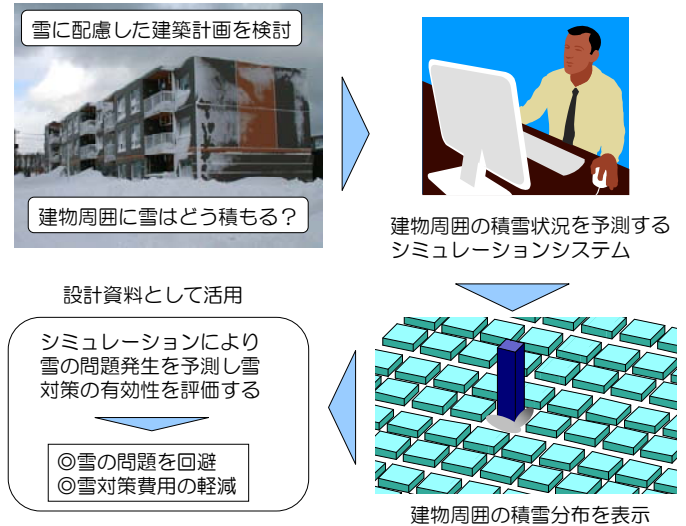 雪に配慮した建築計画を検討
建物周囲に雪はどう積もる？
建物周囲の積雪状況を予測する
シミュレーションシステム
建物周囲の積雪分布を表示
設計資料として活用
シミュレーションにより
雪の問題発生を予測し雪
対策の有効性を評価する
◎雪の問題を回避
◎雪対策費用の軽減